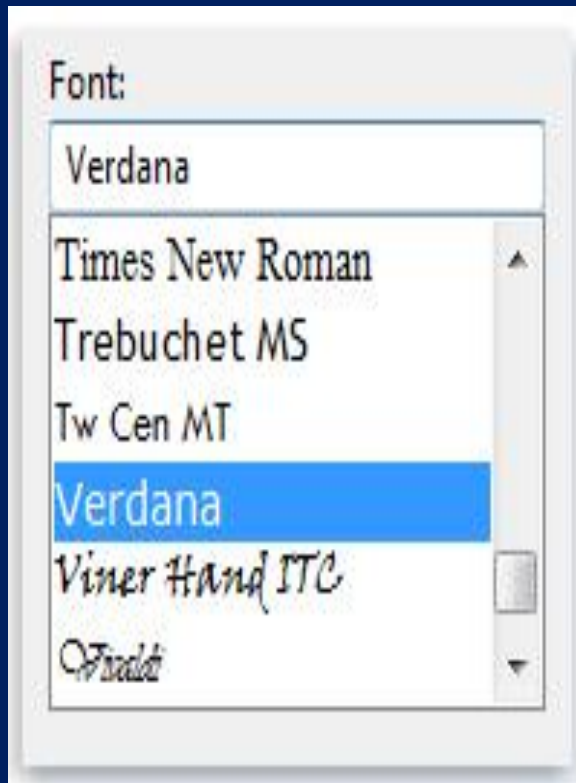 Font:
Verdana
Times New Roman
Trebuchet MS
Tw Cen MT
Verdana
Viner Hand ITC
Vivaldi